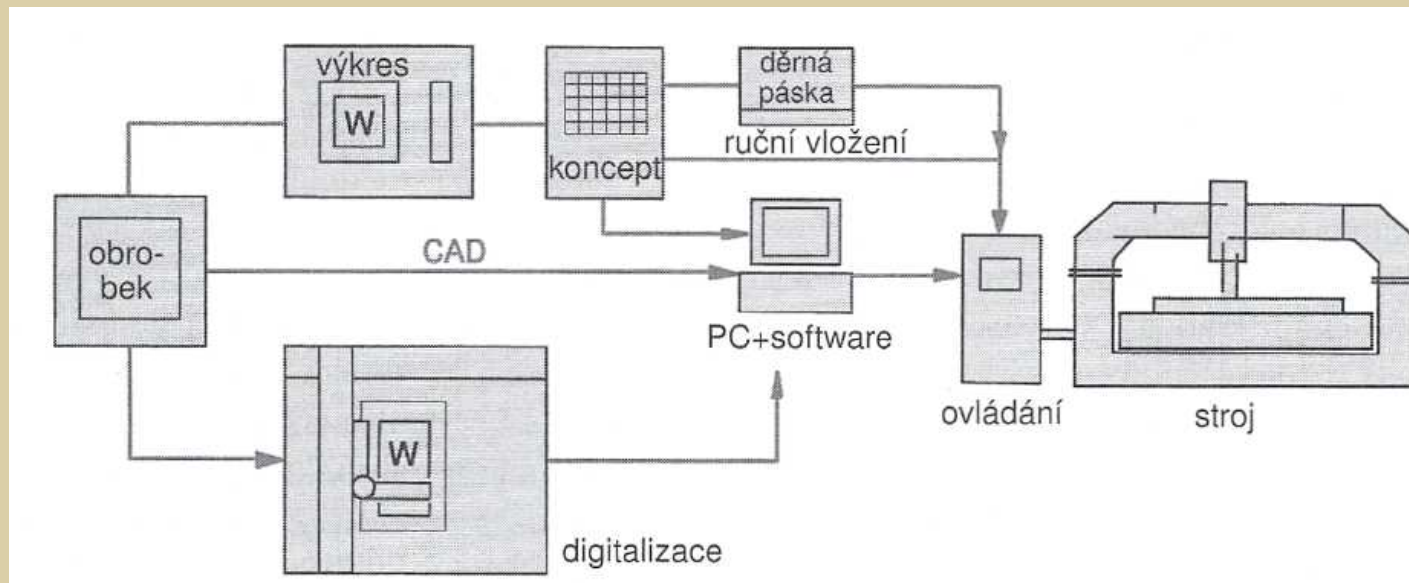 výkres
W
koncept
děrná
páska
ruční vložení
obro-
bek
CAD
PC+software
ovládání
stroj
W
digitalizace